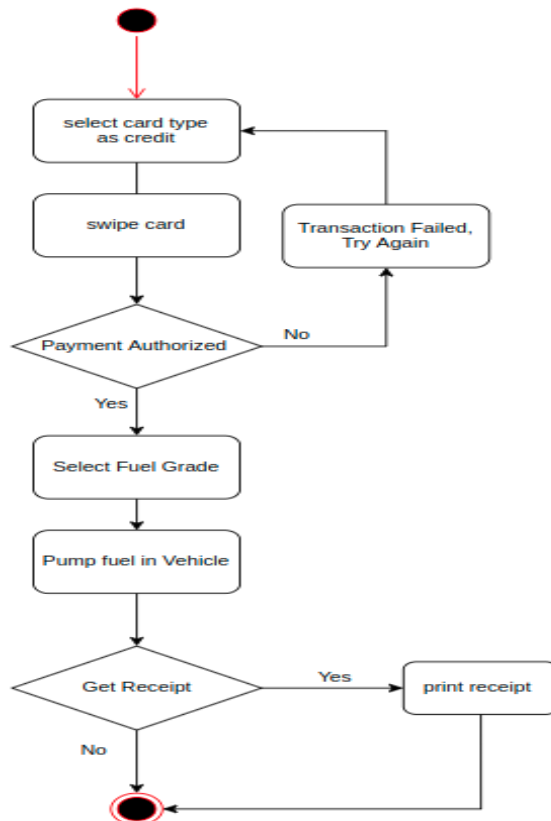 select card type
as credit
swipe card
Transaction Failed,
Try Again
Payment Authorized
No
Yes
Select Fuel Grade
Pump fuel in Vehicle
Get Receipt
Yes
print receipt
No